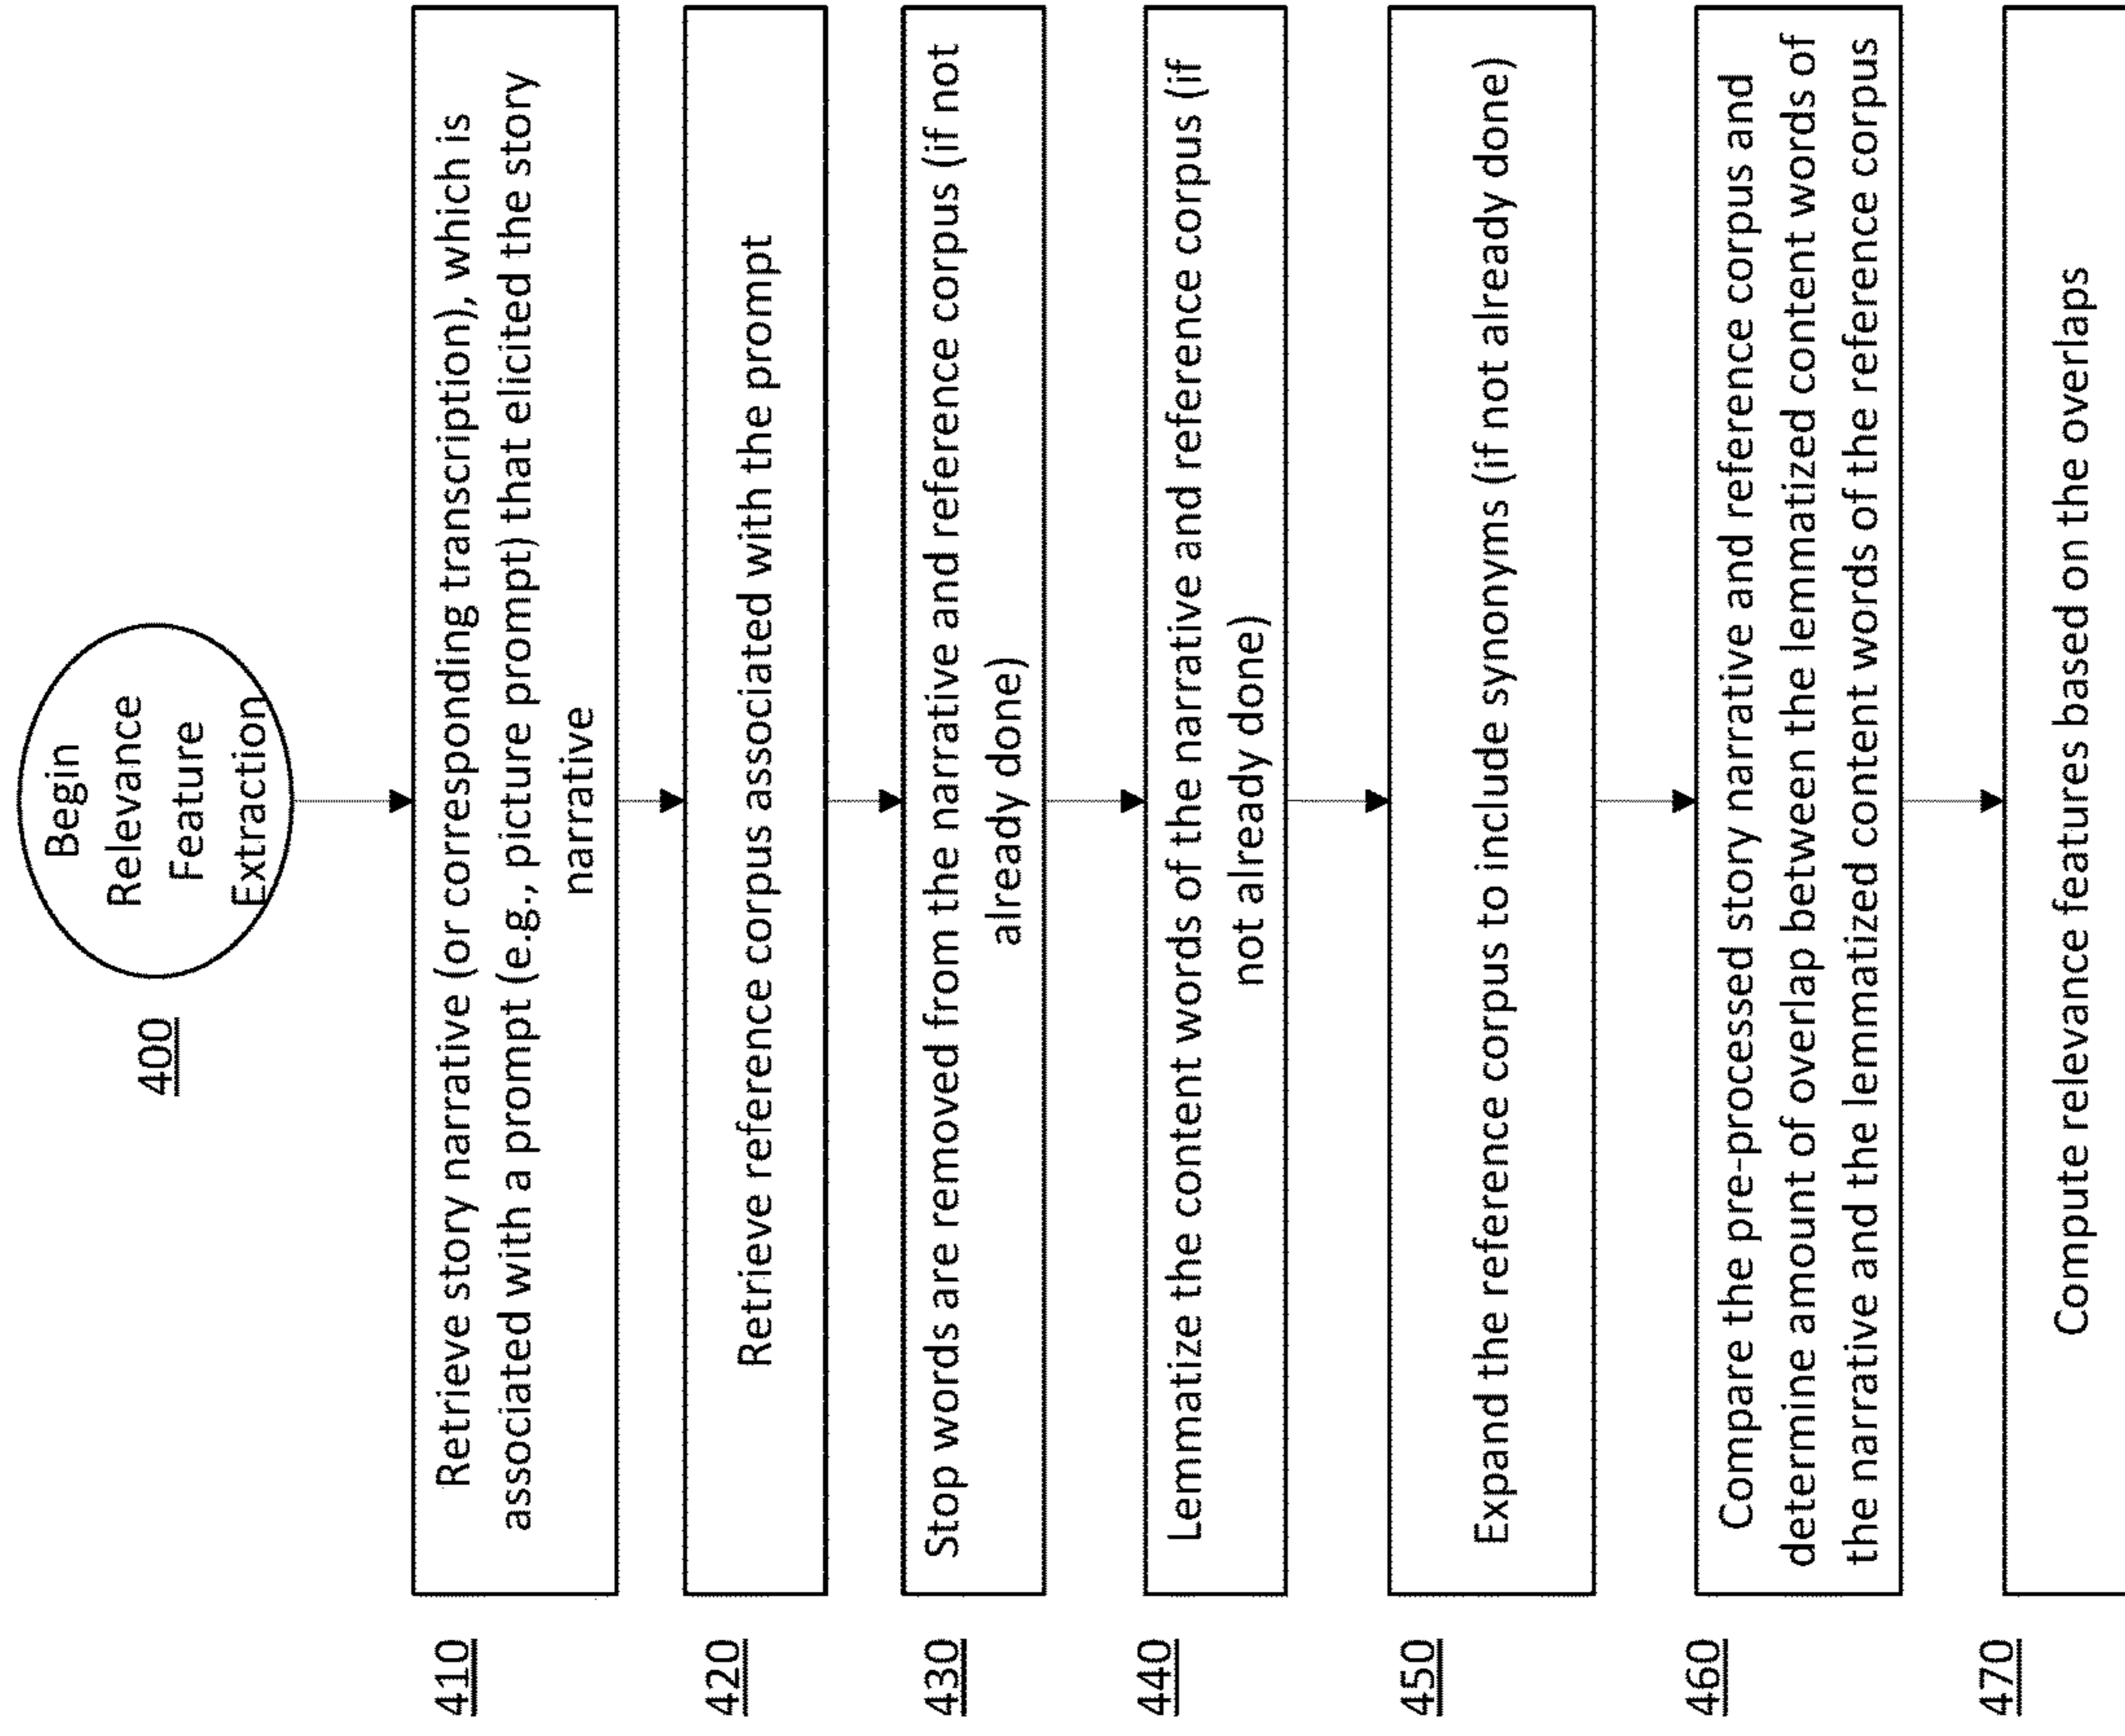 400
Begin
Relevance
Feature
Extraction
410
Retrieve story narrative (or corresponding transcription), which is
associated with a prompt (e.g., picture prompt) that elicited the story
narrative
420
Retrieve reference corpus associated with the prompt
430
Stop words are removed from the narrative and reference corpus (if not
already done)
440
Lemmatize the content words of the narrative and reference corpus (if
not already done)
450
Expand the reference corpus to include synonyms (if not already done)
460
Compare the pre-processed story narrative and reference corpus and
determine amount of overlap between the lemmatized content words of
the narrative and the lemmatized content words of the reference corpus
470
Compute relevance features based on the overlaps